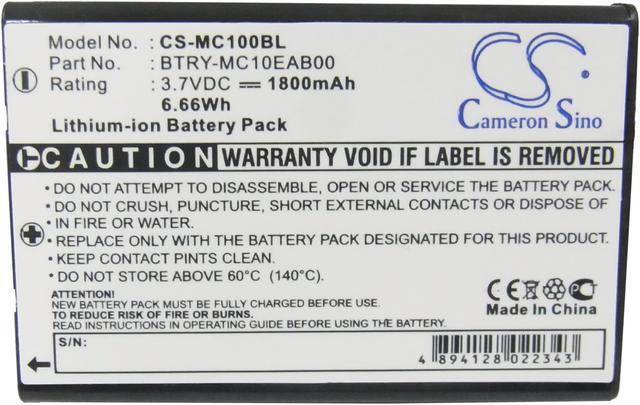 Model No. : CS-MC100BL
Part No. : BTRY-MC10EAB00
Rating : 3.7VDC ⎓ 1800mAh
6.66Wh
Lithium-ion Battery Pack
CS
Cameron Sino
CAUTION WARRANTY VOID IF LABEL IS REMOVED
• DO NOT ATTEMPT TO DISASSEMBLE, OPEN OR SERVICE THE BATTERY PACK.
• DO NOT CRUSH, PUNCTURE, SHORT EXTERNAL CONTACTS OR DISPOSE OF
• IN FIRE OR WATER.
• REPLACE ONLY WITH THE BATTERY PACK DESIGNATED FOR THIS PRODUCT.
• KEEP CONTACT PINTS CLEAN.
• DO NOT STORE ABOVE 60°C (140°C).
ATTENTION!
NEW BATTERY PACK MUST BE FULLY CHARGED BEFORE USE.
TO REDUCE RISK OF FIRE OR BURNS.
READ INSTRUCTIONS IN OPERATING GUIDE BEFORE USING THE BATTERY.
CE PCT
Made In China
S/N:
4 894128 022343